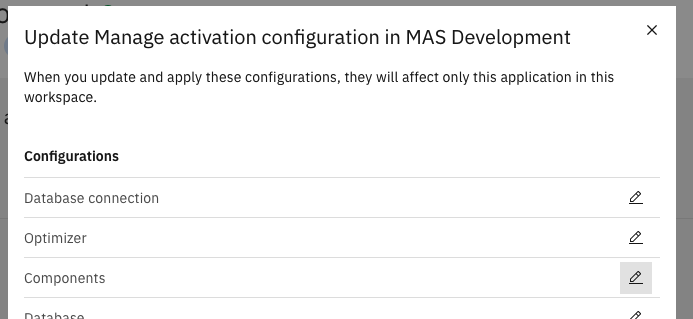 Update Manage activation configuration in MAS Development
When you update and apply these configurations, they will affect only this application in this
workspace.
Configurations
Database connection
Optimizer
Components
Database